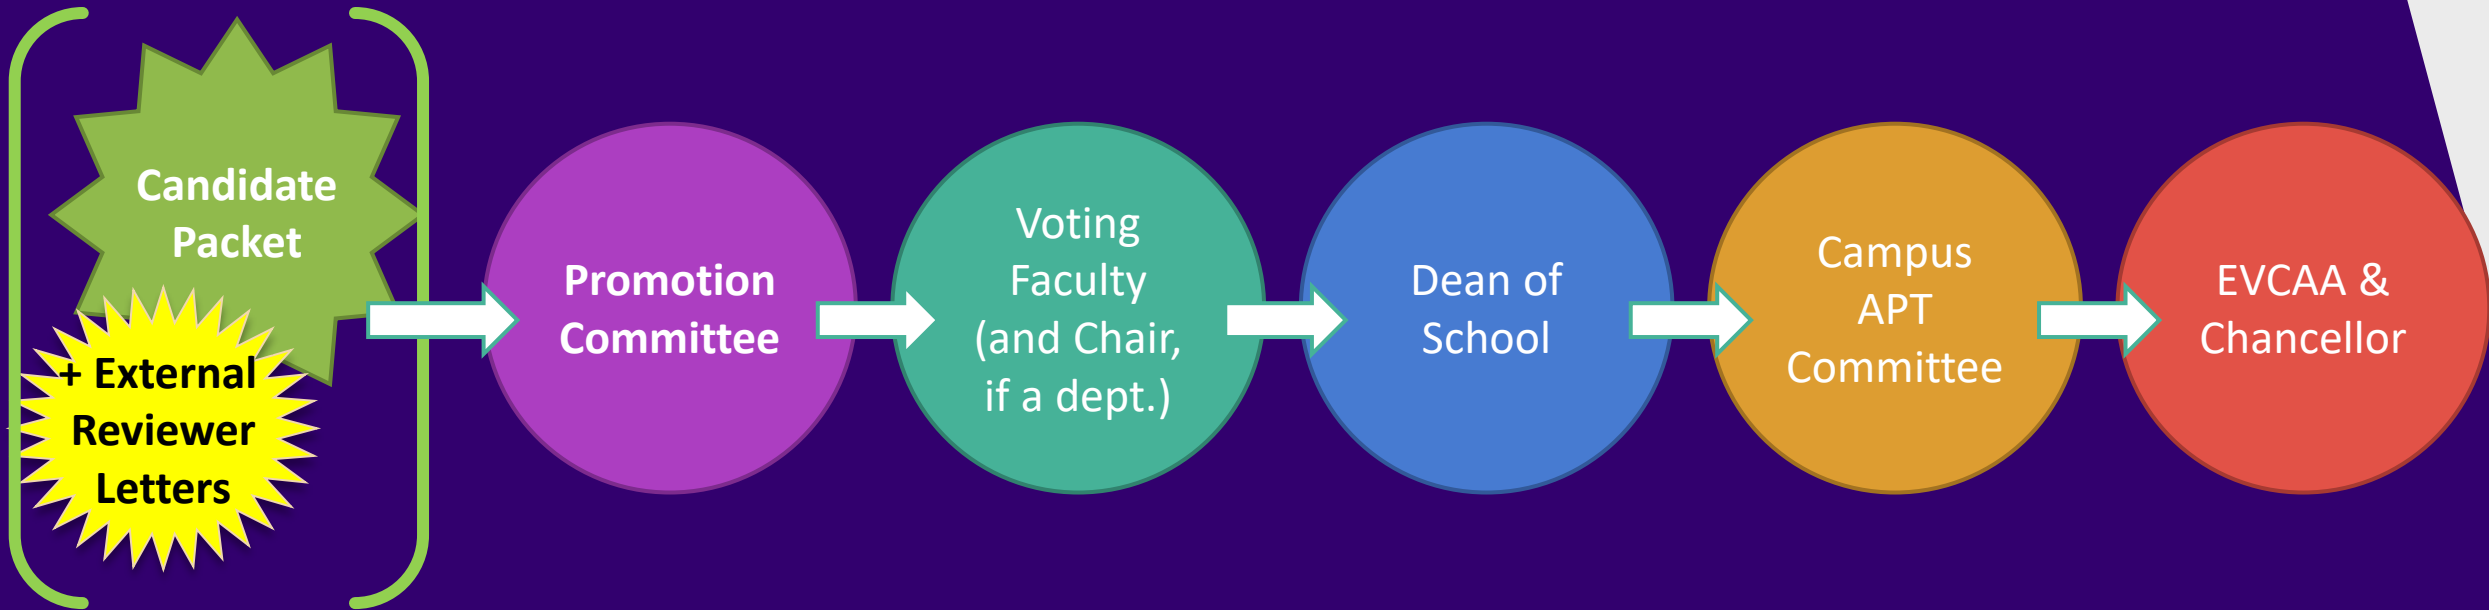 Candidate
Packet
+ External
Reviewer
Letters
Promotion
Committee
Voting
Faculty
(and Chair,
if a dept.)
Dean of
School
Campus
APT
Committee
EVCAA &
Chancellor